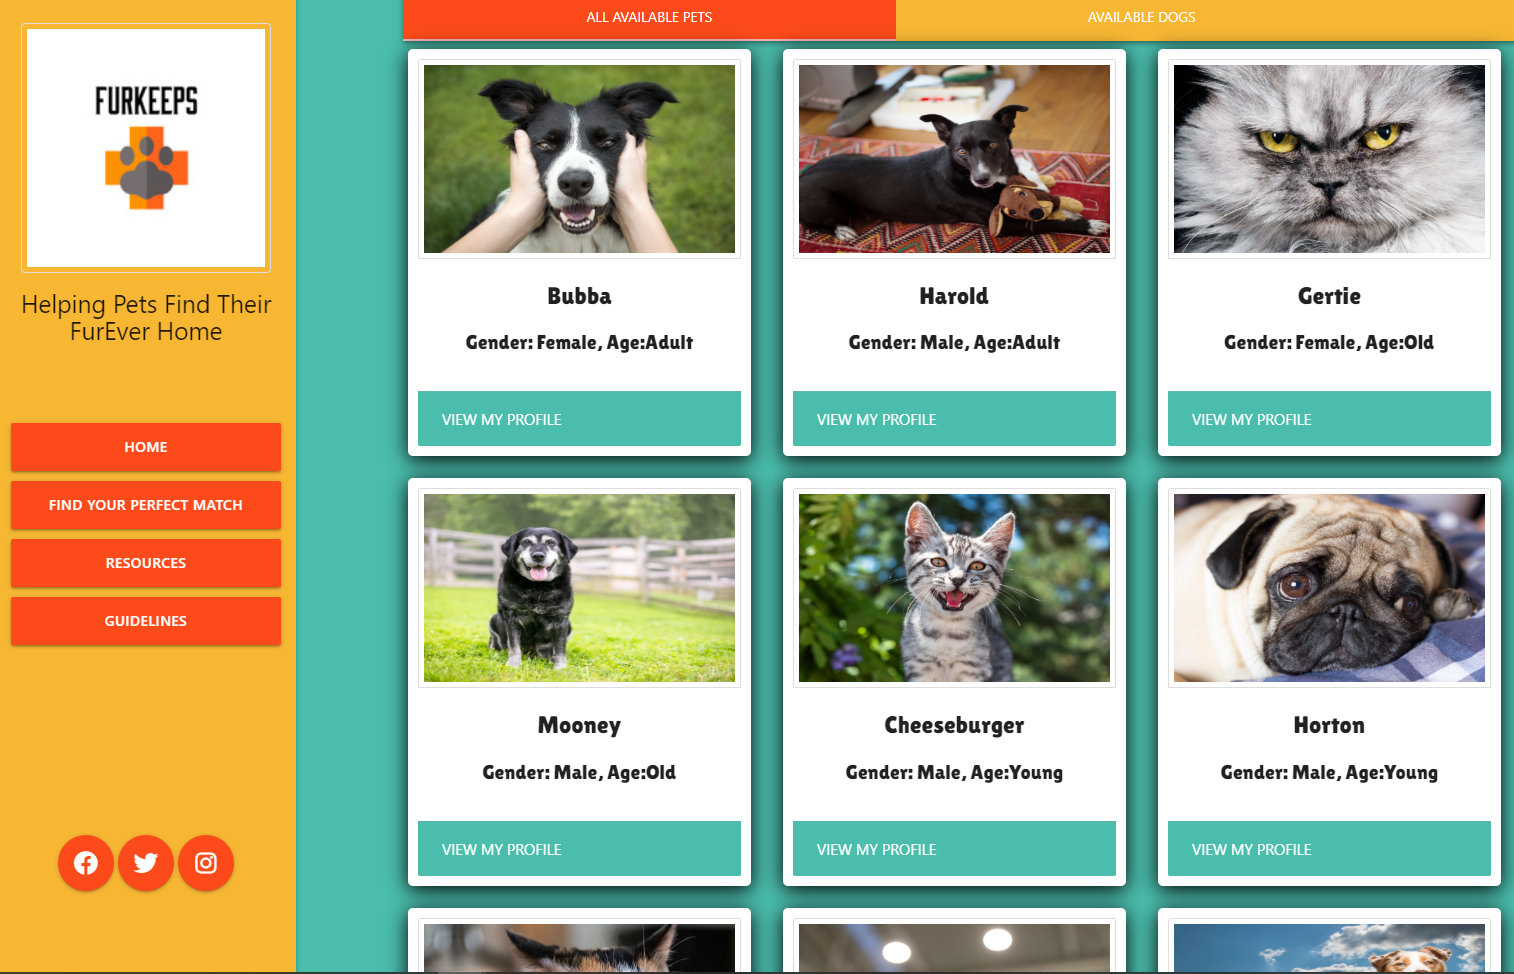 FURKEEPS
Helping Pets Find Their
FurEver Home
HOME
FIND YOUR PERFECT MATCH
RESOURCES
GUIDELINES
ALL AVAILABLE PETS
AVAILABLE DOGS
Bubba
Gender: Female, Age:Adult
VIEW MY PROFILE
Harold
Gender: Male, Age:Adult
VIEW MY PROFILE
Gertie
Gender: Female, Age:Old
VIEW MY PROFILE
Mooney
Gender: Male, Age:Old
VIEW MY PROFILE
Cheeseburger
Gender: Male, Age:Young
VIEW MY PROFILE
Horton
Gender: Male, Age:Young
VIEW MY PROFILE